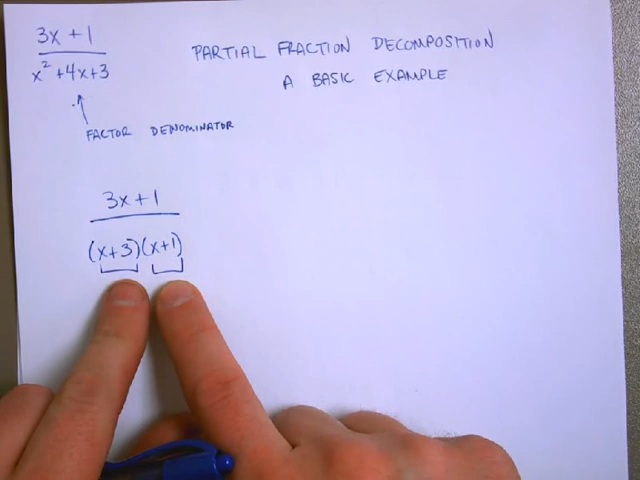 3x + 1
x² + 4x + 3
PARTIAL FRACTION DECOMPOSITION
A BASIC EXAMPLE
FACTOR DENOMINATOR
3x + 1
(x+3)(x+1)